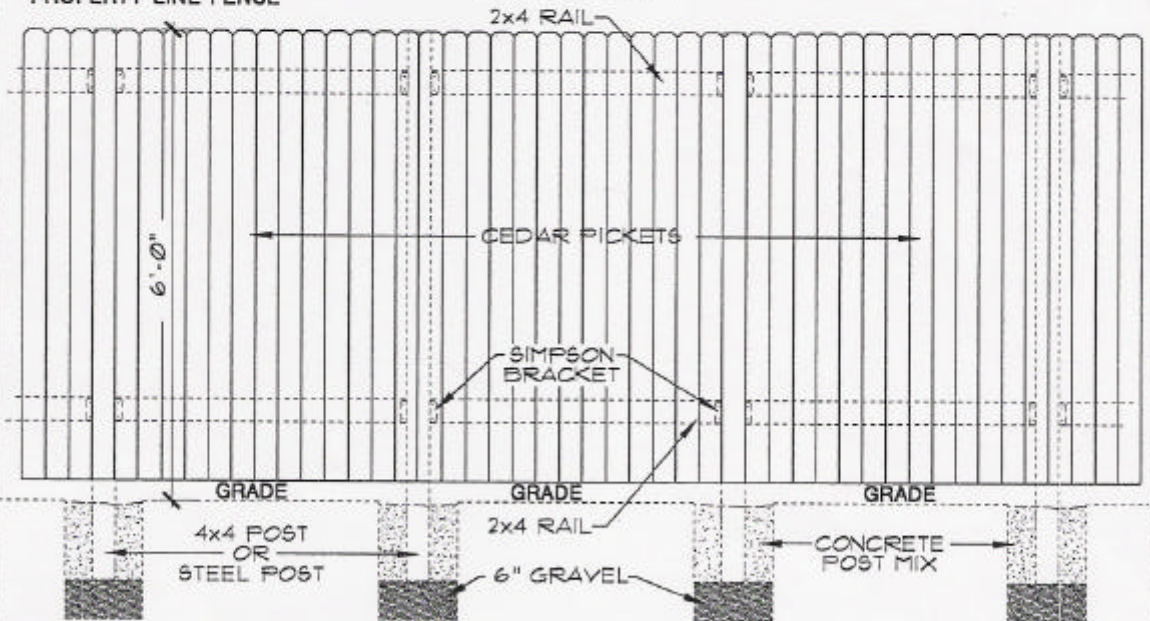 PROPERTY LINE FENCE
2x4 RAIL
6'-0"
CEDAR PICKETS
SIMPSON
BRACKET
GRADE
GRADE
GRADE
2x4 RAIL
4x4 POST
OR
STEEL POST
CONCRETE
POST MIX
6" GRAVEL